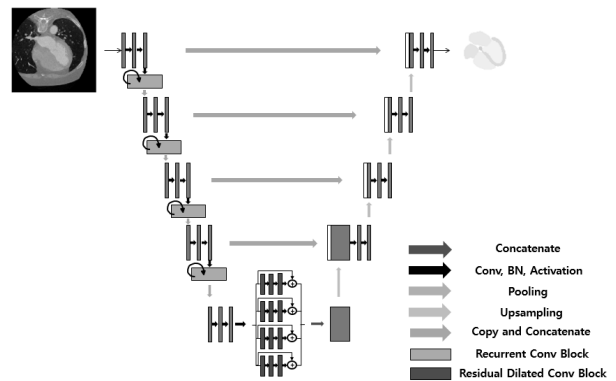 Concatenate
Conv, BN, Activation
Pooling
Upsampling
Copy and Concatenate
Recurrent Conv Block
Residual Dilated Conv Block